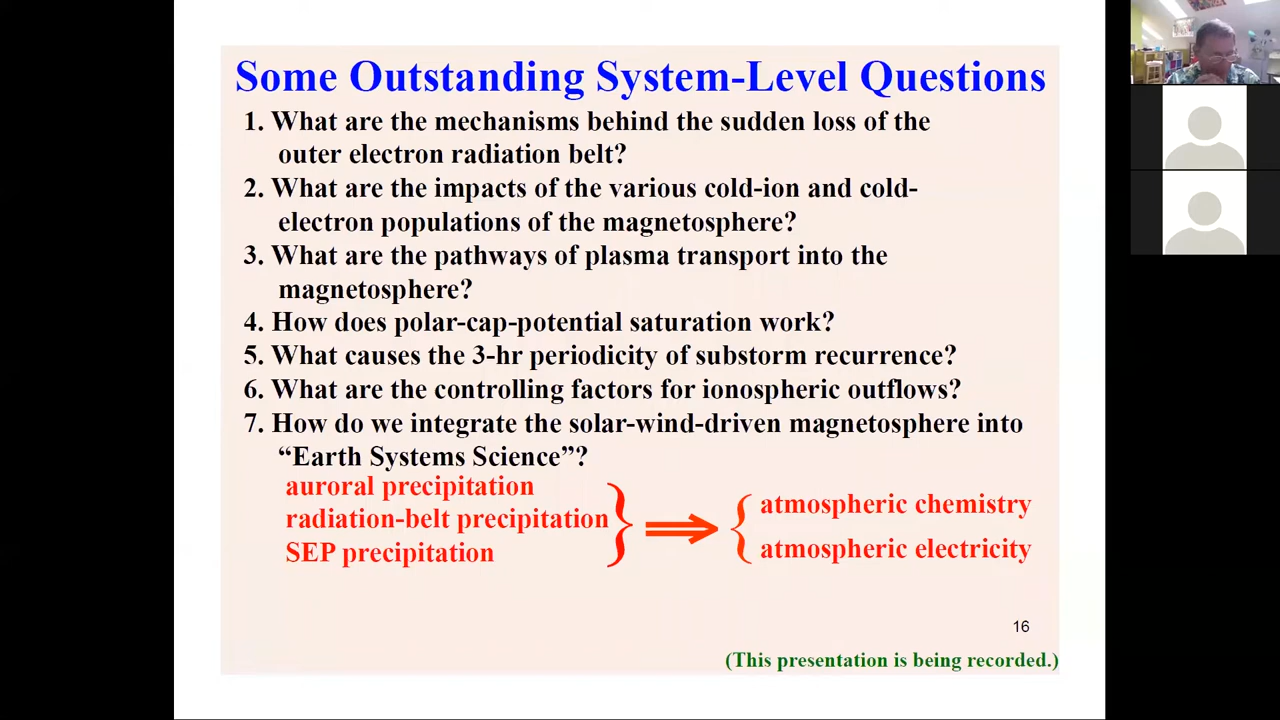 Some Outstanding System-Level Questions
1. What are the mechanisms behind the sudden loss of the
outer electron radiation belt?
2. What are the impacts of the various cold-ion and cold-
electron populations of the magnetosphere?
3. What are the pathways of plasma transport into the
magnetosphere?
4. How does polar-cap-potential saturation work?
5. What causes the 3-hr periodicity of substorm recurrence?
6. What are the controlling factors for ionospheric outflows?
7. How do we integrate the solar-wind-driven magnetosphere into
“Earth Systems Science”?
auroral precipitation
radiation-belt precipitation
SEP precipitation
atmospheric chemistry
atmospheric electricity
16
(This presentation is being recorded.)